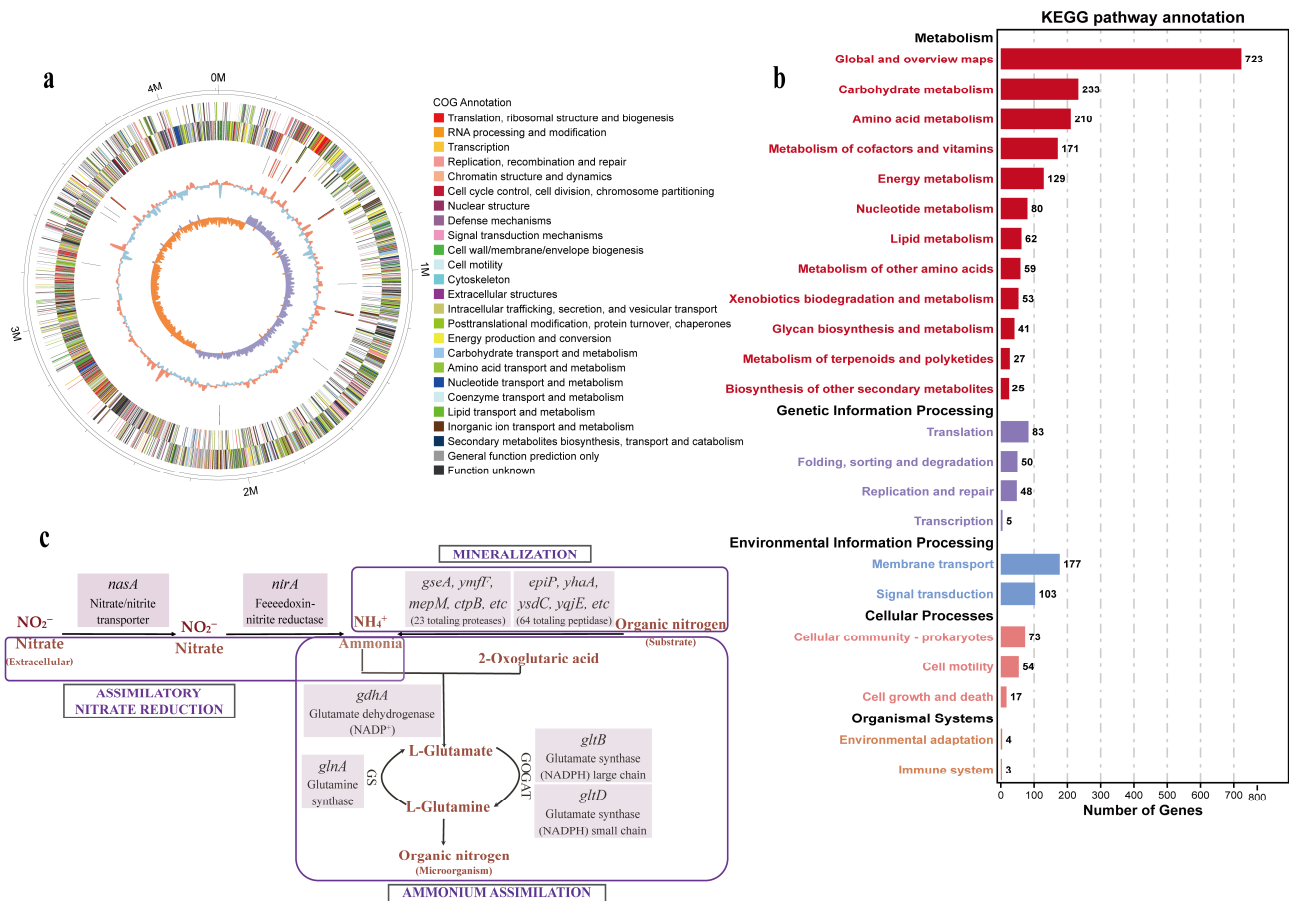 a
0M
1M
2M
3M
4M
COG Annotation
Translation, ribosomal structure and biogenesis
RNA processing and modification
Transcription
Replication, recombination and repair
Chromatin structure and dynamics
Cell cycle control, cell division, chromosome partitioning
Nuclear structure
Defense mechanisms
Signal transduction mechanisms
Cell wall/membrane/envelope biogenesis
Cell motility
Cytoskeleton
Extracellular structures
Intracellular trafficking, secretion, and vesicular transport
Posttranslational modification, protein turnover, chaperones
Energy production and conversion
Carbohydrate transport and metabolism
Amino acid transport and metabolism
Nucleotide transport and metabolism
Coenzyme transport and metabolism
Lipid transport and metabolism
Inorganic ion transport and metabolism
Secondary metabolites biosynthesis, transport and catabolism
General function prediction only
Function unknown
b
KEGG pathway annotation
Metabolism
Global and overview maps 723
Carbohydrate metabolism 233
Amino acid metabolism 210
Metabolism of cofactors and vitamins 171
Energy metabolism 129
Nucleotide metabolism 80
Lipid metabolism 62
Metabolism of other amino acids 59
Xenobiotics biodegradation and metabolism 53
Glycan biosynthesis and metabolism 41
Metabolism of terpenoids and polyketides 27
Biosynthesis of other secondary metabolites 25
Genetic Information Processing
Translation 83
Folding, sorting and degradation 50
Replication and repair 48
Transcription 5
Environmental Information Processing
Membrane transport 177
Signal transduction 103
Cellular Processes
Cellular community - prokaryotes 73
Cell motility 54
Cell growth and death 17
Organismal Systems
Environmental adaptation 4
Immune system 3
0 100 200 300 400 500 600 700 800
Number of Genes
c
MINERALIZATION
nasA
Nitrate/nitrite
transporter
nirA
Feeeedoxin-
nitrite reductase
gseA, ymfF,
mepM, ctpB, etc
(23 totaling proteases)
epiP, yhaA,
ysdC, yqjE, etc
(64 totaling peptidase)
NO₂⁻
Nitrate
(Extracellular)
NO₂⁻
Nitrate
NH₄⁺
Ammonia
Organic nitrogen
(Substrate)
2-Oxoglutaric acid
ASSIMILATORY
NITRATE REDUCTION
gdhA
Glutamate dehydrogenase
(NADP⁺)
L-Glutamate
glnA
Glutamine
synthase
GS
GOGAT
gltB
Glutamate synthase
(NADPH) large chain
gltD
Glutamate synthase
(NADPH) small chain
L-Glutamine
Organic nitrogen
(Microorganism)
AMMONIUM ASSIMILATION